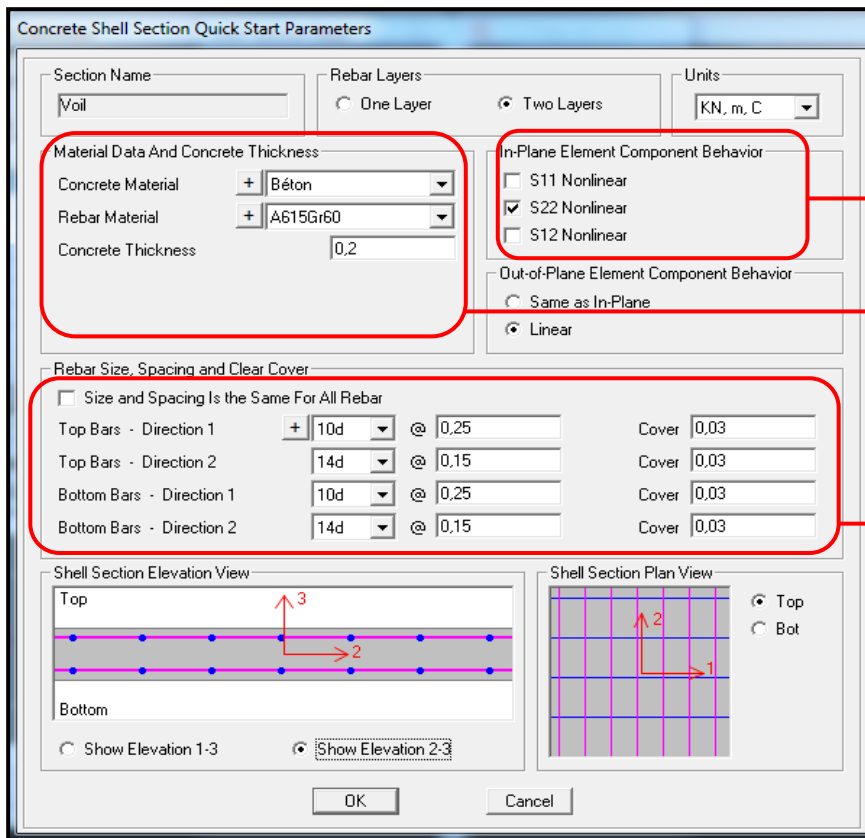 Concrete Shell Section Quick Start Parameters
Section Name
Voil
Rebar Layers
One Layer
Two Layers
Units
KN, m, C
Material Data And Concrete Thickness
Concrete Material + Béton
Rebar Material + A615Gr60
Concrete Thickness 0,2
In-Plane Element Component Behavior
S11 Nonlinear
S22 Nonlinear
S12 Nonlinear
Out-of-Plane Element Component Behavior
Same as In-Plane
Linear
Rebar Size, Spacing and Clear Cover
Size and Spacing Is the Same For All Rebar
Top Bars - Direction 1 + 10d @ 0,25 Cover 0,03
Top Bars - Direction 2 14d @ 0,15 Cover 0,03
Bottom Bars - Direction 1 10d @ 0,25 Cover 0,03
Bottom Bars - Direction 2 14d @ 0,15 Cover 0,03
Shell Section Elevation View
Top
3
2
Bottom
Show Elevation 1-3
Show Elevation 2-3
Shell Section Plan View
2
1
Top
Bot
OK
Cancel